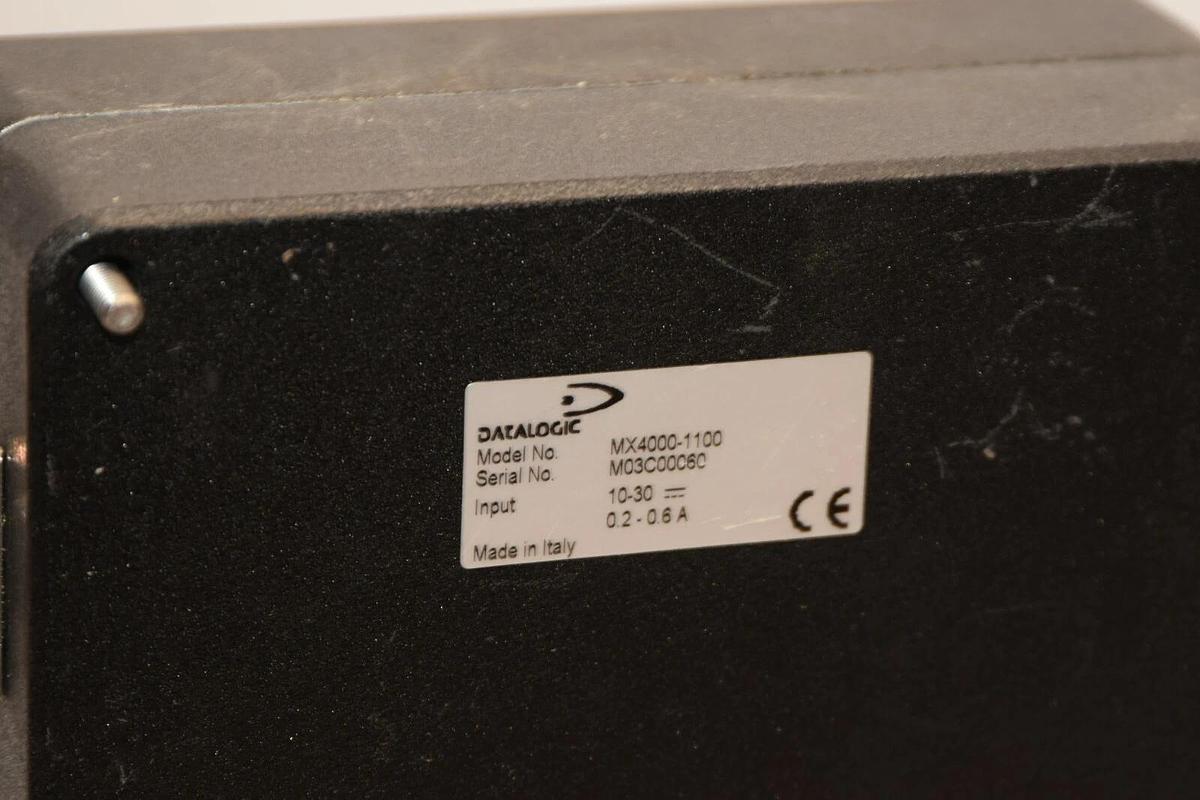 DATALOGIC
Model No. MX4000-1100
Serial No. M03C00060
Input 10-30 ⎓
0.2 - 0.6 A
CE
Made in Italy